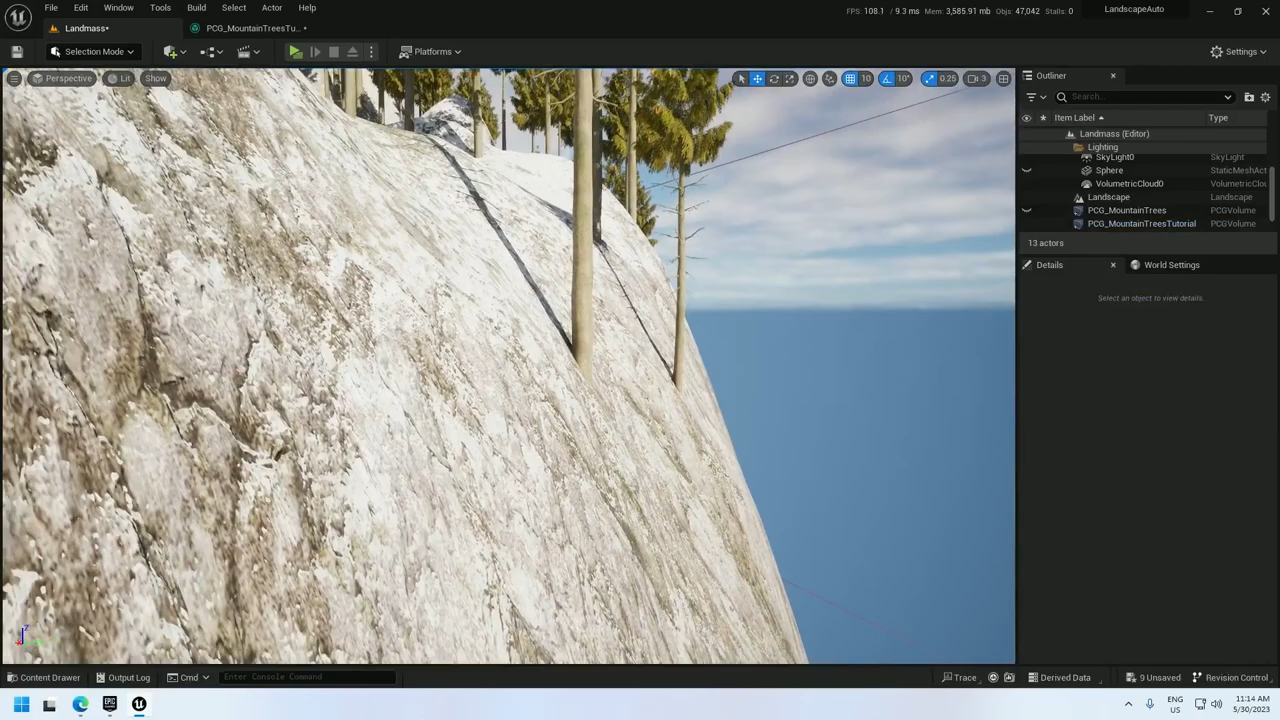 File Edit Window Tools Build Select Actor Help
FPS: 108.1 / 9.3 ms Mem: 3,585.91 mb Objs: 47,042 Stalls: 0
LandscapeAuto
Landmass*
PCG_MountainTreesTu... •
Selection Mode
Platforms
Settings
Perspective
Lit
Show
10
10°
0.25
3
Outliner
Search...
Item Label
Type
Landmass (Editor)
Lighting
SkyLight0 SkyLight
Sphere StaticMeshAct
VolumetricCloud0 VolumetricClou
Landscape Landscape
PCG_MountainTrees PCGVolume
PCG_MountainTreesTutorial PCGVolume
13 actors
Details
World Settings
Select an object to view details.
Z
Content Drawer
Output Log
Cmd
Enter Console Command
Trace
Derived Data
9 Unsaved
Revision Control
ENG
US
11:14 AM
5/30/2023